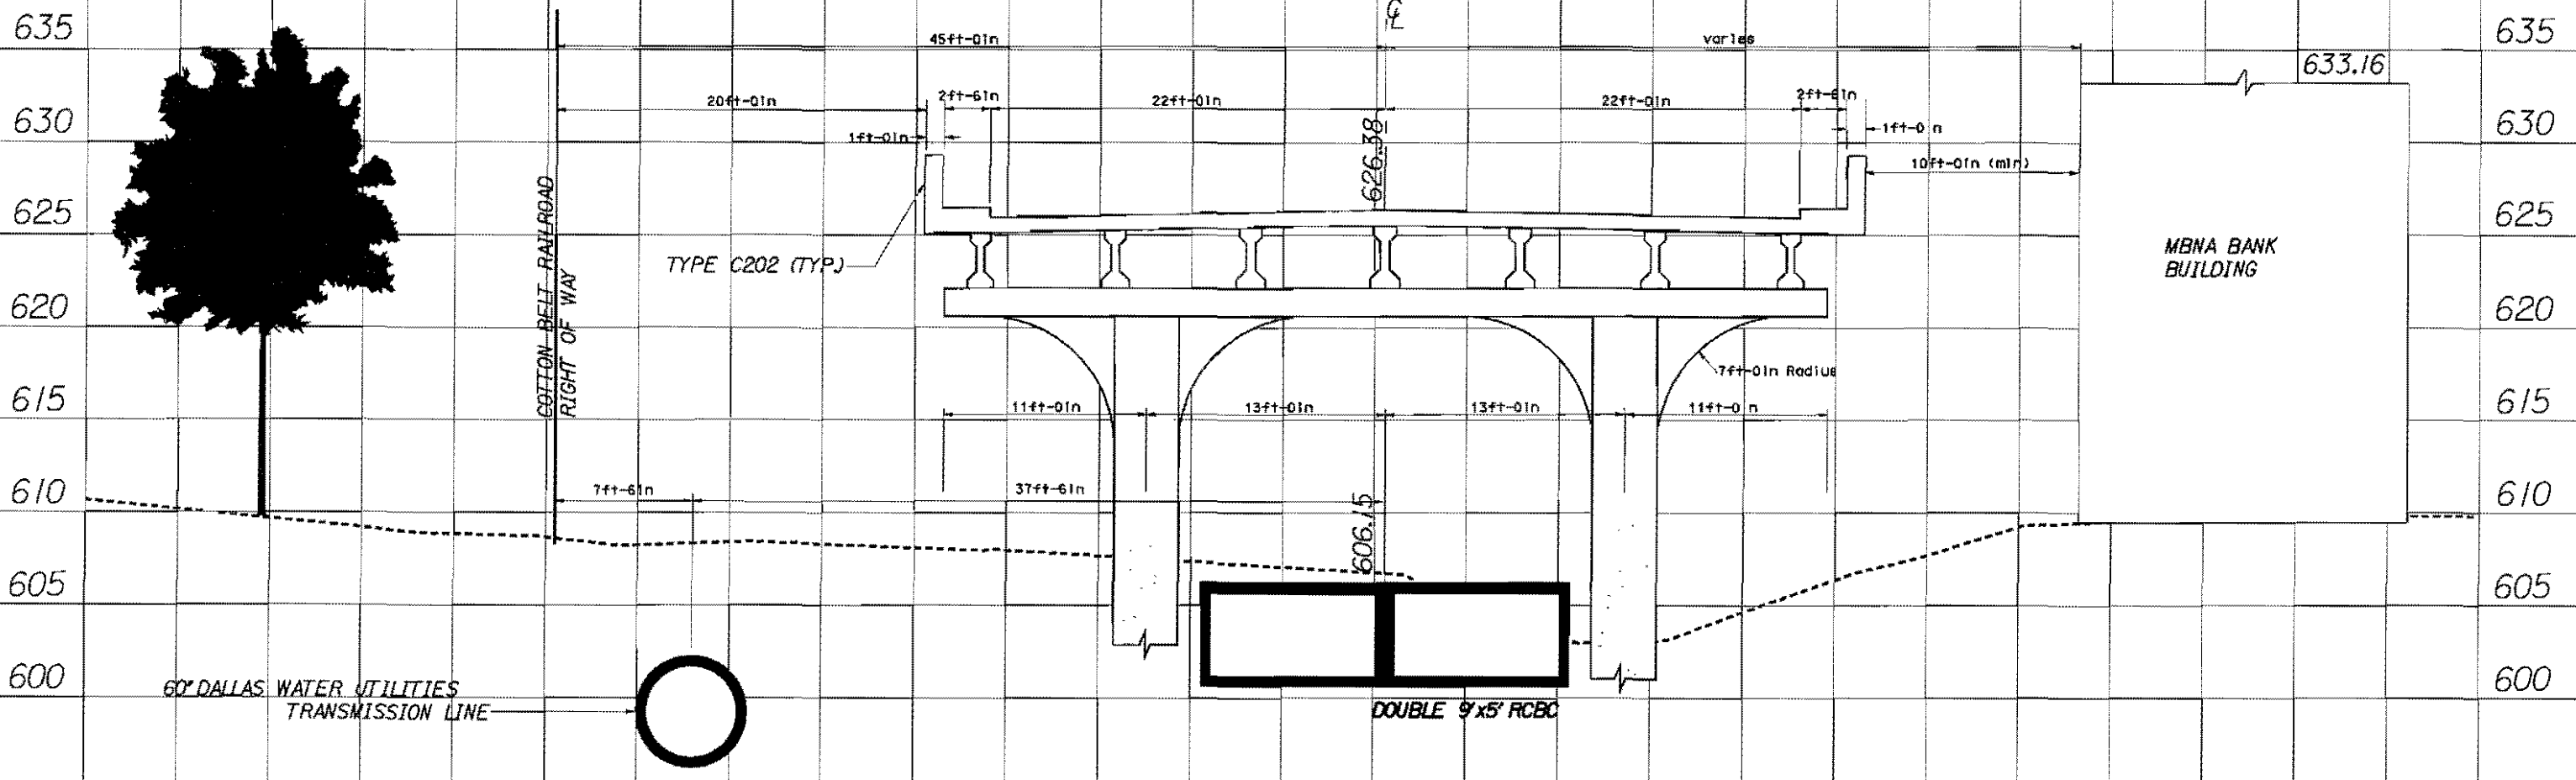 635
45ft-0in
℄
varies
635
633.16
20ft-0in
2ft-6in
22ft-0in
22ft-0in
2ft-6in
630
1ft-0in
626.38
1ft-0 n
630
10ft-0in (min)
COTTON BELT RAILROAD
RIGHT OF WAY
625
625
TYPE C202 (TYP.)
MBNA BANK
BUILDING
620
620
7ft-0in Radius
615
11ft-0in
13ft-0in
13ft-0in
11ft-0 n
615
610
7ft-6in
37ft-6in
606.15
610
605
605
600
60" DALLAS WATER UTILITIES
TRANSMISSION LINE
DOUBLE 9'x5' RCBC
600